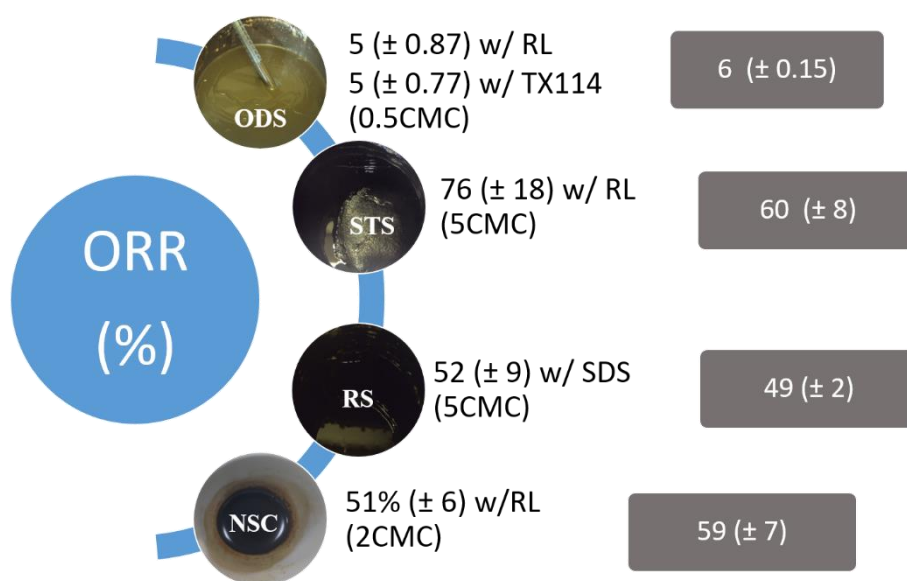 ORR
(%)
ODS
5 (± 0.87) w/ RL
5 (± 0.77) w/ TX114
(0.5CMC)
6 (± 0.15)
STS
76 (± 18) w/ RL
(5CMC)
60 (± 8)
RS
52 (± 9) w/ SDS
(5CMC)
49 (± 2)
NSC
51% (± 6) w/RL
(2CMC)
59 (± 7)